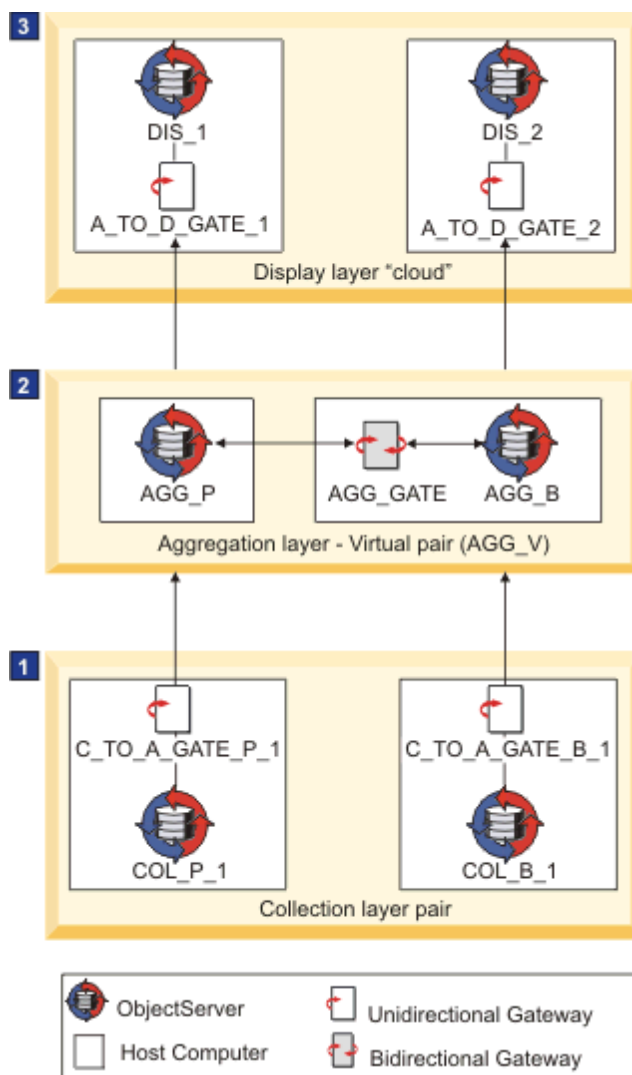 3
DIS_1 DIS_2
A_TO_D_GATE_1 A_TO_D_GATE_2
Display layer “cloud”
2
AGG_P AGG_GATE AGG_B
Aggregation layer - Virtual pair (AGG_V)
1
C_TO_A_GATE_P_1 C_TO_A_GATE_B_1
COL_P_1 COL_B_1
Collection layer pair
ObjectServer Unidirectional Gateway
Host Computer Bidirectional Gateway